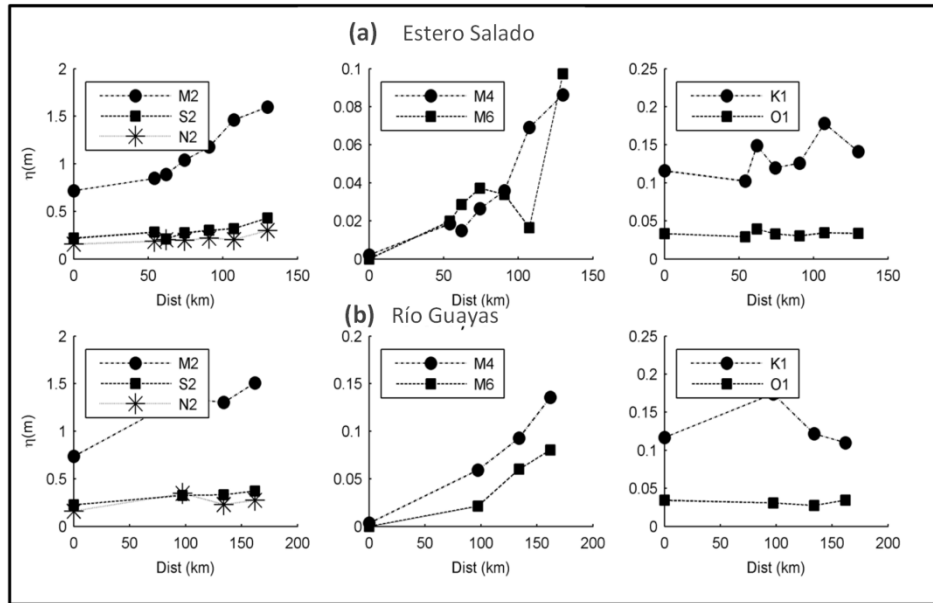 (a) Estero Salado
2
1.5
1
0.5
0
η(m)
M2
S2
N2
0 50 100 150
Dist (km)
0.1
0.08
0.06
0.04
0.02
0
M4
M6
0 50 100 150
Dist (km)
0.25
0.2
0.15
0.1
0.05
0
K1
O1
0 50 100 150
Dist (km)
(b) Río Guayas
2
1.5
1
0.5
0
η(m)
M2
S2
N2
0 50 100 150 200
Dist (km)
0.2
0.15
0.1
0.05
0
M4
M6
0 50 100 150 200
Dist (km)
0.25
0.2
0.15
0.1
0.05
0
K1
O1
0 50 100 150 200
Dist (km)